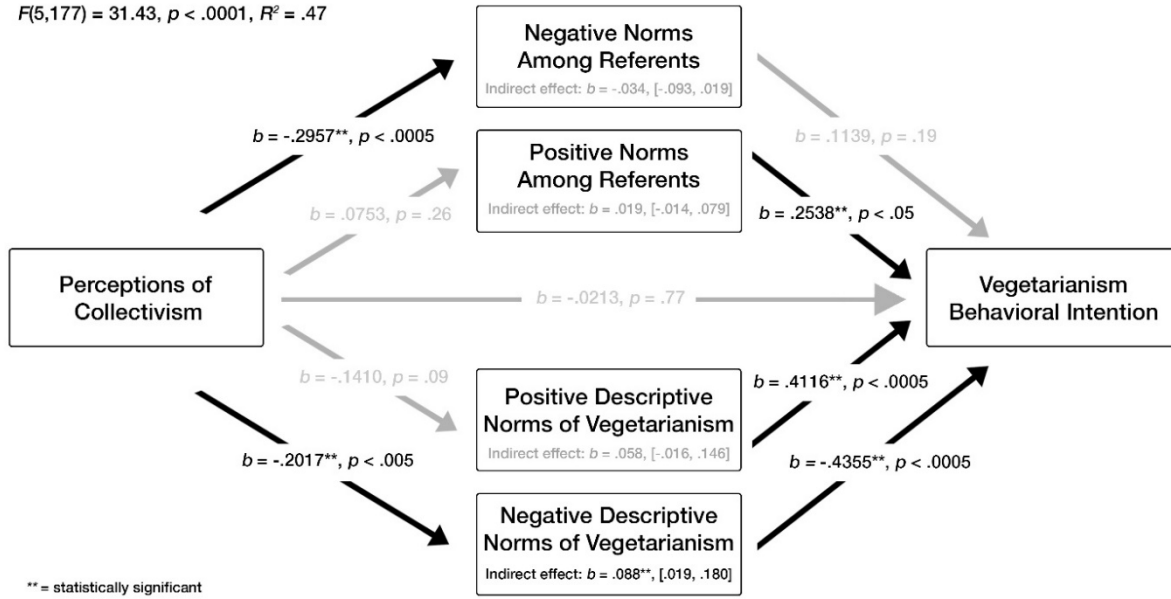 F(5,177) = 31.43, p < .0001, R² = .47
Negative Norms
Among Referents
Indirect effect: b = -.034, [-.093, .019]
b = -.2957**, p < .0005
b = .1139, p = .19
Positive Norms
Among Referents
Indirect effect: b = .019, [-.014, .079]
b = .0753, p = .26
b = .2538**, p < .05
Perceptions of
Collectivism
b = -.0213, p = .77
Vegetarianism
Behavioral Intention
b = -.1410, p = .09
b = .4116**, p < .0005
Positive Descriptive
Norms of Vegetarianism
Indirect effect: b = .058, [-.016, .146]
b = -.2017**, p < .005
b = -.4355**, p < .0005
Negative Descriptive
Norms of Vegetarianism
Indirect effect: b = .088**, [.019, .180]
** = statistically significant